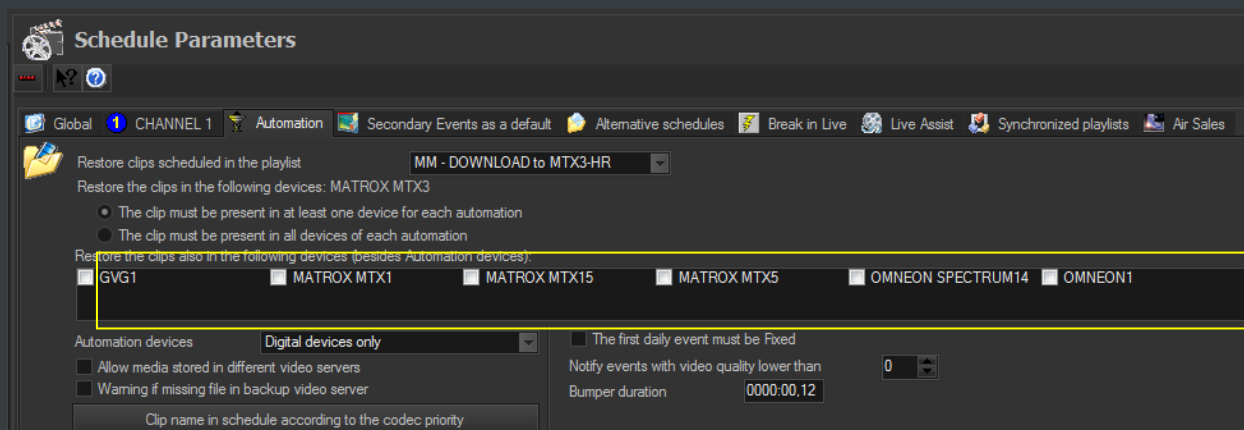 Schedule Parameters
Global 1 CHANNEL 1 Automation Secondary Events as a default Alternative schedules Break in Live Live Assist Synchronized playlists Air Sales
Restore clips scheduled in the playlist MM - DOWNLOAD to MTX3-HR
Restore the clips in the following devices: MATROX MTX3
The clip must be present in at least one device for each automation
The clip must be present in all devices of each automation
Restore the clips also in the following devices (besides Automation devices):
GVG1 MATROX MTX1 MATROX MTX15 MATROX MTX5 OMNEON SPECTRUM14 OMNEON1
Automation devices Digital devices only The first daily event must be Fixed
Allow media stored in different video servers Notify events with video quality lower than 0
Warning if missing file in backup video server Bumper duration 0000:00,12
Clip name in schedule according to the codec priority